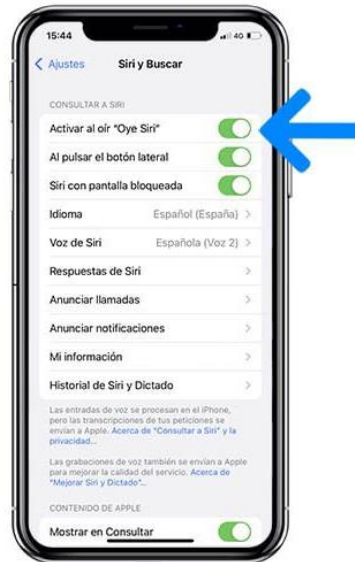 15:44
4G
Ajustes
Siri y Buscar
CONSULTAR A SIRI
Activar al oír "Oye Siri"
Al pulsar el botón lateral
Siri con pantalla bloqueada
Idioma Español (España)
Voz de Siri Española (Voz 2)
Respuestas de Siri
Anunciar llamadas
Anunciar notificaciones
Mi información
Historial de Siri y Dictado
Las entradas de voz se procesan en el iPhone,
pero las transcripciones de tus peticiones se
envían a Apple. Acerca de "Consultar a Siri" y la
privacidad...
Las grabaciones de voz también se envían a Apple
para mejorar la calidad del servicio. Acerca de
"Mejorar Siri y Dictado"...
CONTENIDO DE APPLE
Mostrar en Consultar